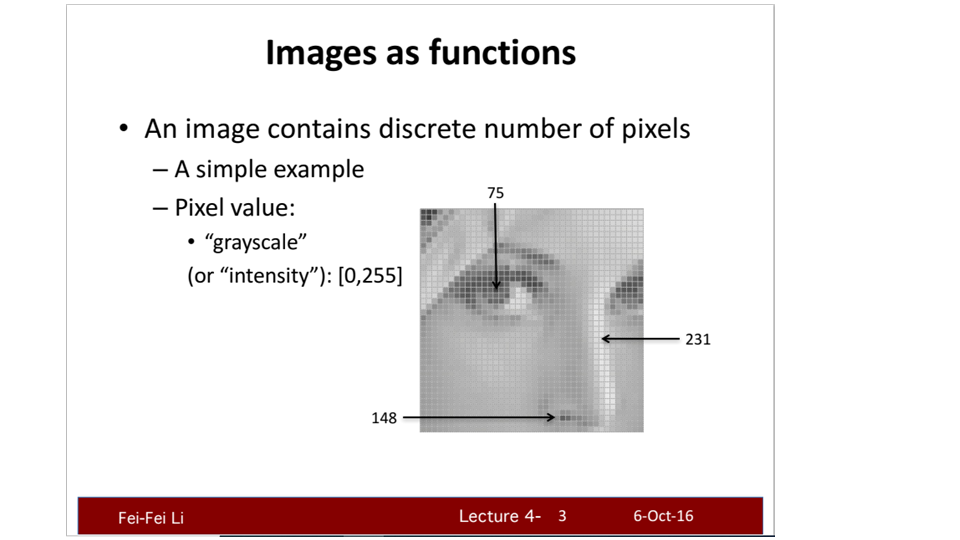 Images as functions
• An image contains discrete number of pixels
– A simple example
– Pixel value:
• “grayscale”
(or “intensity”): [0,255]
75
231
148
Fei-Fei Li
Lecture 4- 3
6-Oct-16